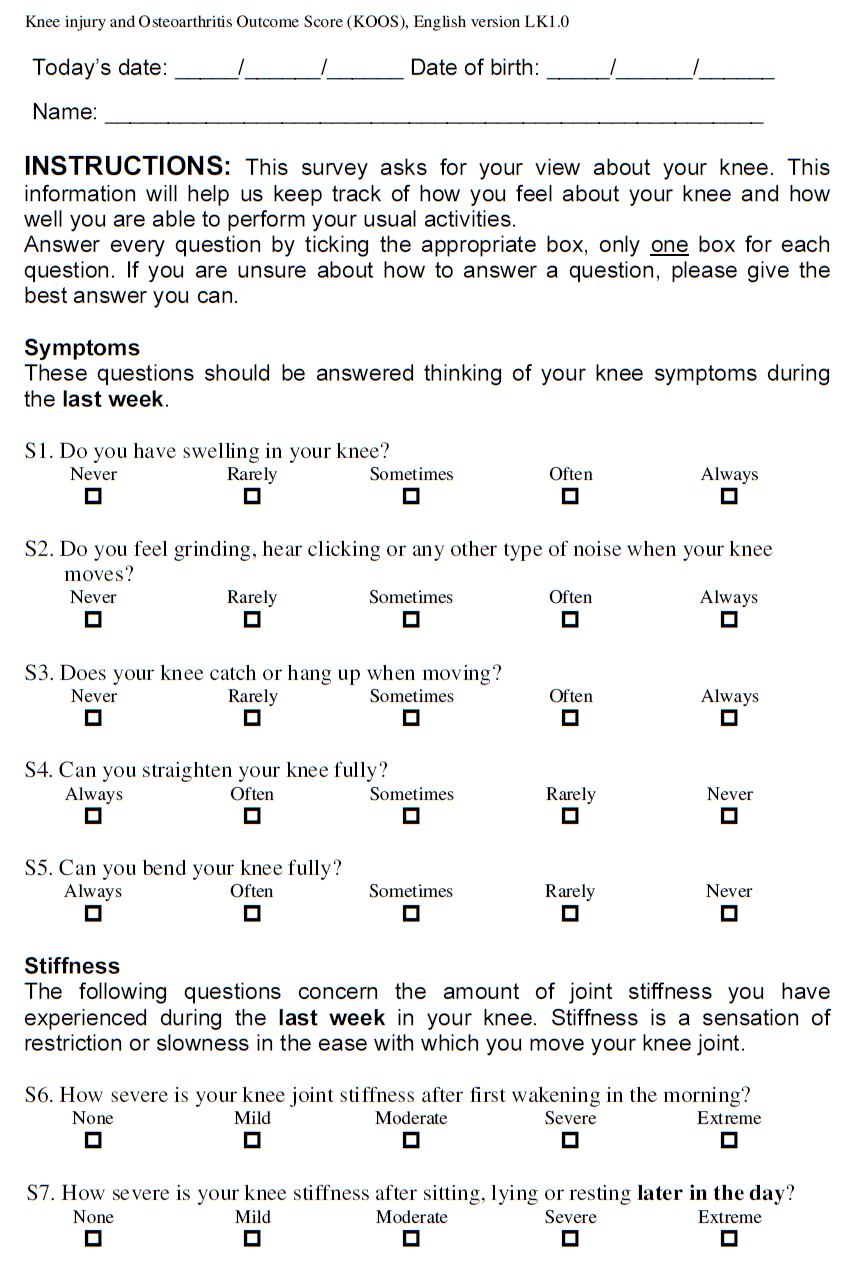 Knee injury and Osteoarthritis Outcome Score (KOOS), English version LK1.0
Today's date: _____/______/______ Date of birth: _____/______/______
Name: ____________________________________________________
INSTRUCTIONS: This survey asks for your view about your knee. This
information will help us keep track of how you feel about your knee and how
well you are able to perform your usual activities.
Answer every question by ticking the appropriate box, only one box for each
question. If you are unsure about how to answer a question, please give the
best answer you can.
Symptoms
These questions should be answered thinking of your knee symptoms during
the last week.
S1. Do you have swelling in your knee?
Never Rarely Sometimes Often Always
S2. Do you feel grinding, hear clicking or any other type of noise when your knee
moves?
Never Rarely Sometimes Often Always
S3. Does your knee catch or hang up when moving?
Never Rarely Sometimes Often Always
S4. Can you straighten your knee fully?
Always Often Sometimes Rarely Never
S5. Can you bend your knee fully?
Always Often Sometimes Rarely Never
Stiffness
The following questions concern the amount of joint stiffness you have
experienced during the last week in your knee. Stiffness is a sensation of
restriction or slowness in the ease with which you move your knee joint.
S6. How severe is your knee joint stiffness after first wakening in the morning?
None Mild Moderate Severe Extreme
S7. How severe is your knee stiffness after sitting, lying or resting later in the day?
None Mild Moderate Severe Extreme